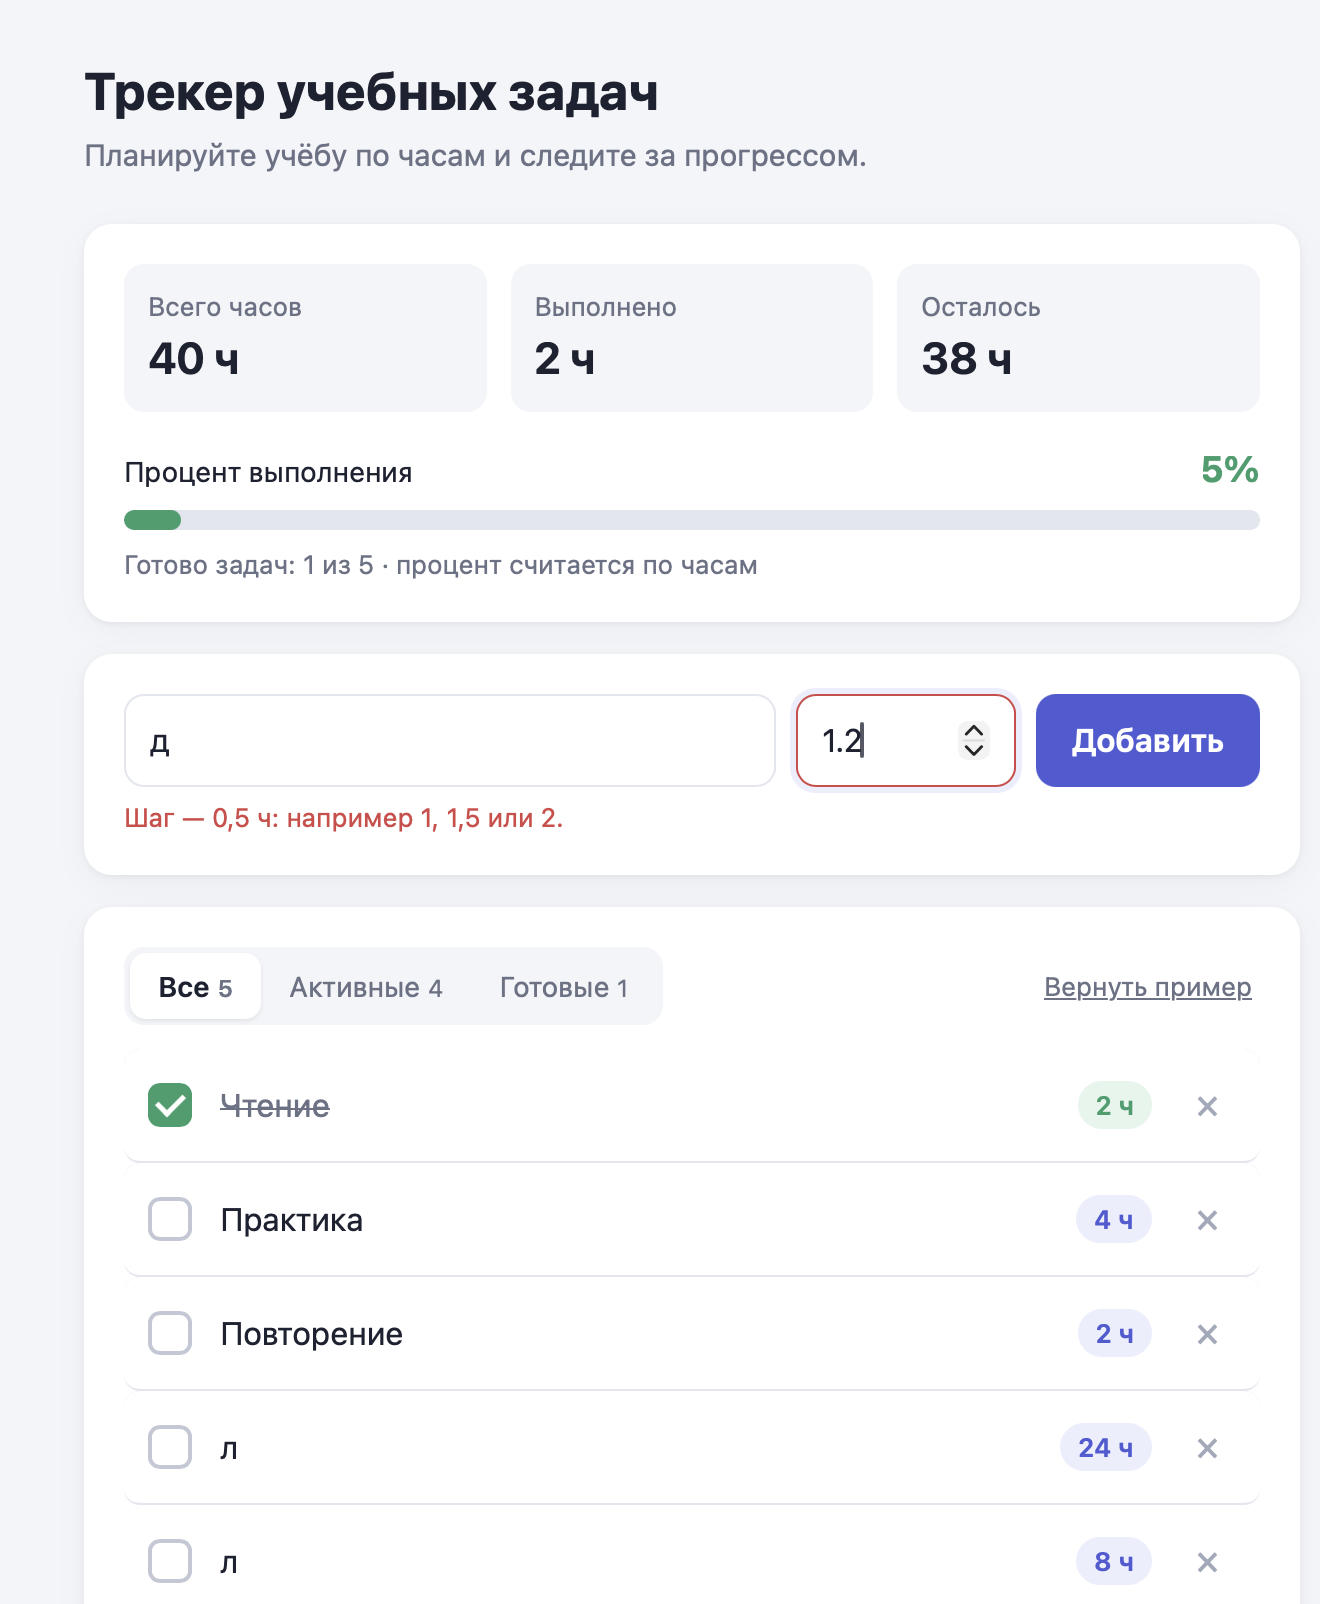 Трекер учебных задач
Планируйте учёбу по часам и следите за прогрессом.
Всего часов
40 ч
Выполнено
2 ч
Осталось
38 ч
Процент выполнения 5%
Готово задач: 1 из 5 · процент считается по часам
д 1.2 Добавить
Шаг — 0,5 ч: например 1, 1,5 или 2.
Все 5 Активные 4 Готовые 1 Вернуть пример
Чтение 2 ч
Практика 4 ч
Повторение 2 ч
л 24 ч
л 8 ч